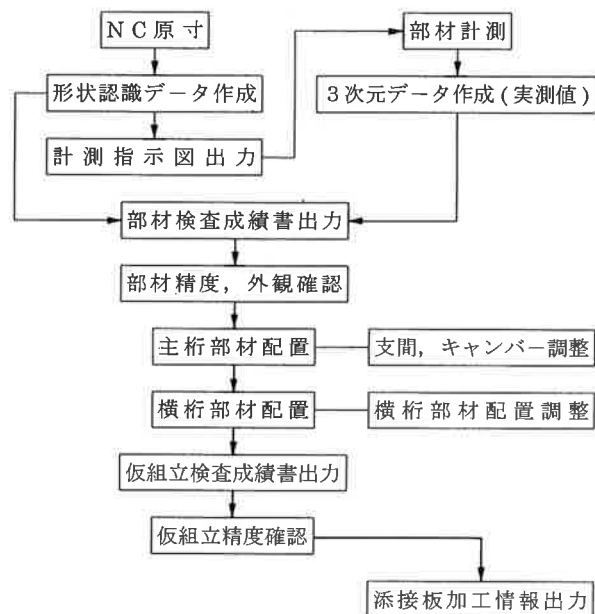 NC原寸
部材計測
形状認識データ作成
3次元データ作成(実測値)
計測指示図出力
部材検査成績書出力
部材精度，外観確認
主桁部材配置
支間，キャンバー調整
横桁部材配置
横桁部材配置調整
仮組立検査成績書出力
仮組立精度確認
添接板加工情報出力